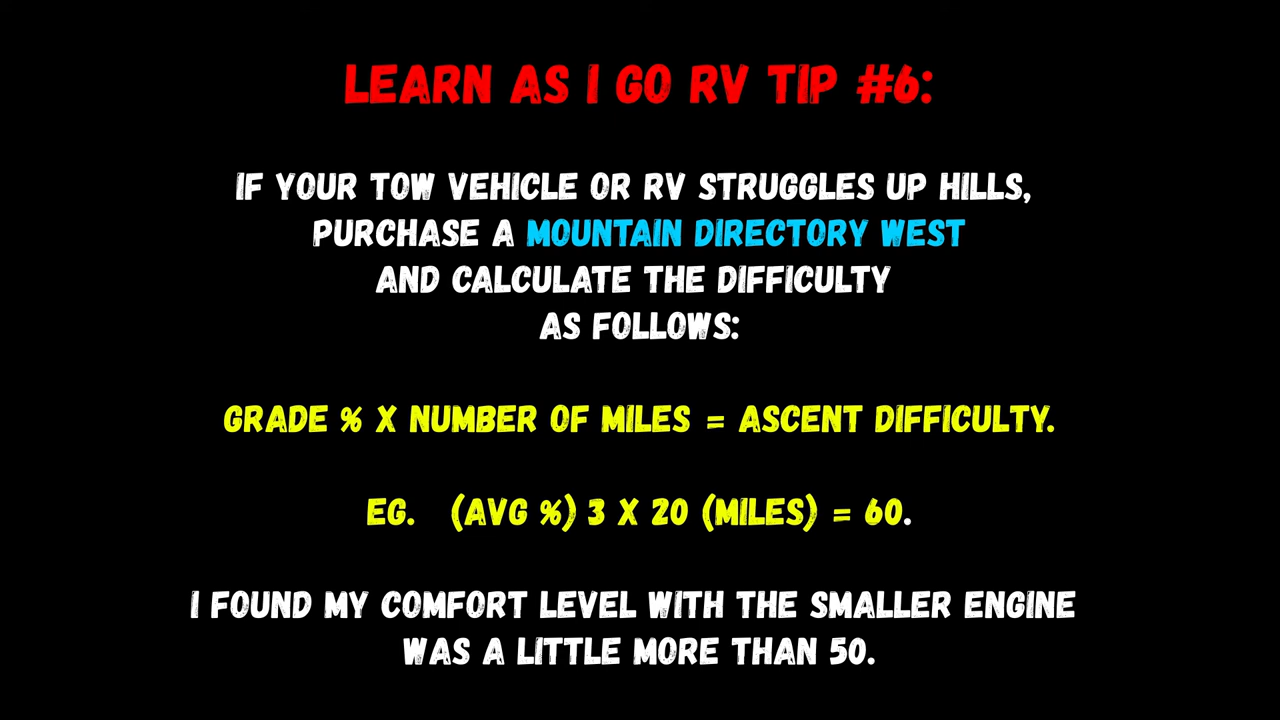 LEARN AS I GO RV TIP #6:
IF YOUR TOW VEHICLE OR RV STRUGGLES UP HILLS,
PURCHASE A MOUNTAIN DIRECTORY WEST
AND CALCULATE THE DIFFICULTY
AS FOLLOWS:
GRADE % X NUMBER OF MILES = ASCENT DIFFICULTY.
EG. (AVG %) 3 X 20 (MILES) = 60.
I FOUND MY COMFORT LEVEL WITH THE SMALLER ENGINE
WAS A LITTLE MORE THAN 50.